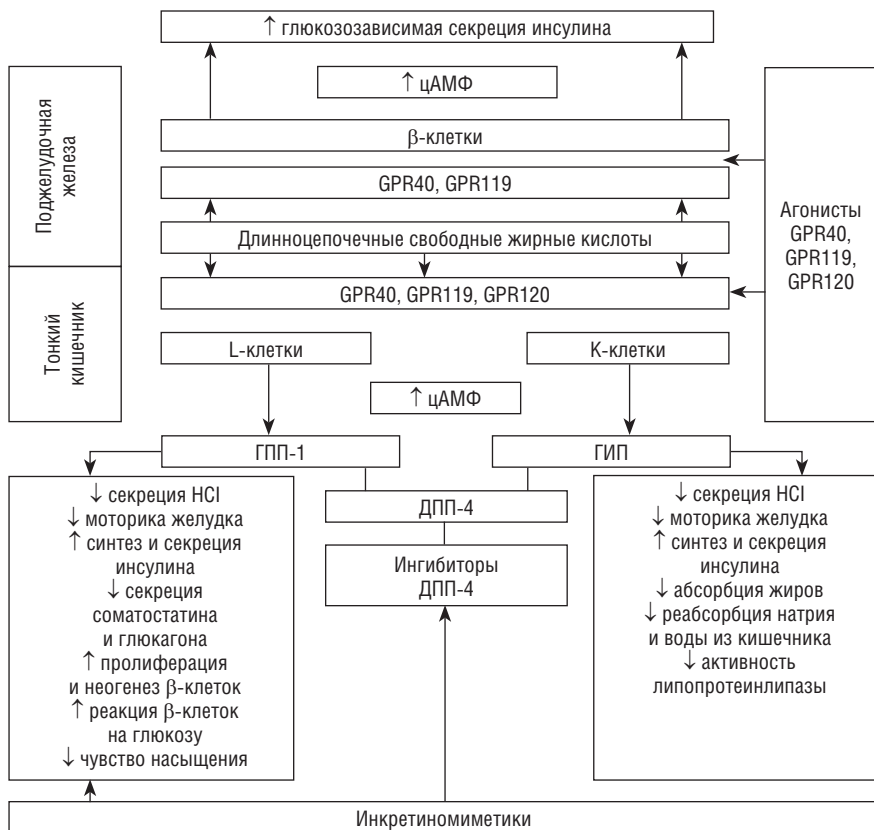 ↑ глюкозозависимая секреция инсулина
↑ цАМФ
β-клетки
GPR40, GPR119
Длинноцепочечные свободные жирные кислоты
GPR40, GPR119, GPR120
Поджелудочная
железа
Тонкий
кишечник
Агонисты
GPR40,
GPR119,
GPR120
L-клетки
K-клетки
↑ цАМФ
ГПП-1
ГИП
↓ секреция HCl
↓ моторика желудка
↑ синтез и секреция
инсулина
↓ секреция
соматостатина
и глюкагона
↑ пролиферация
и неогенез β-клеток
↑ реакция β-клеток
на глюкозу
↓ чувство насыщения
ДПП-4
Ингибиторы
ДПП-4
↓ секреция HCl
↓ моторика желудка
↑ синтез и секреция
инсулина
↓ абсорбция жиров
↓ реабсорбция натрия
и воды из кишечника
↓ активность
липопротеинлипазы
Инкретиномиметики